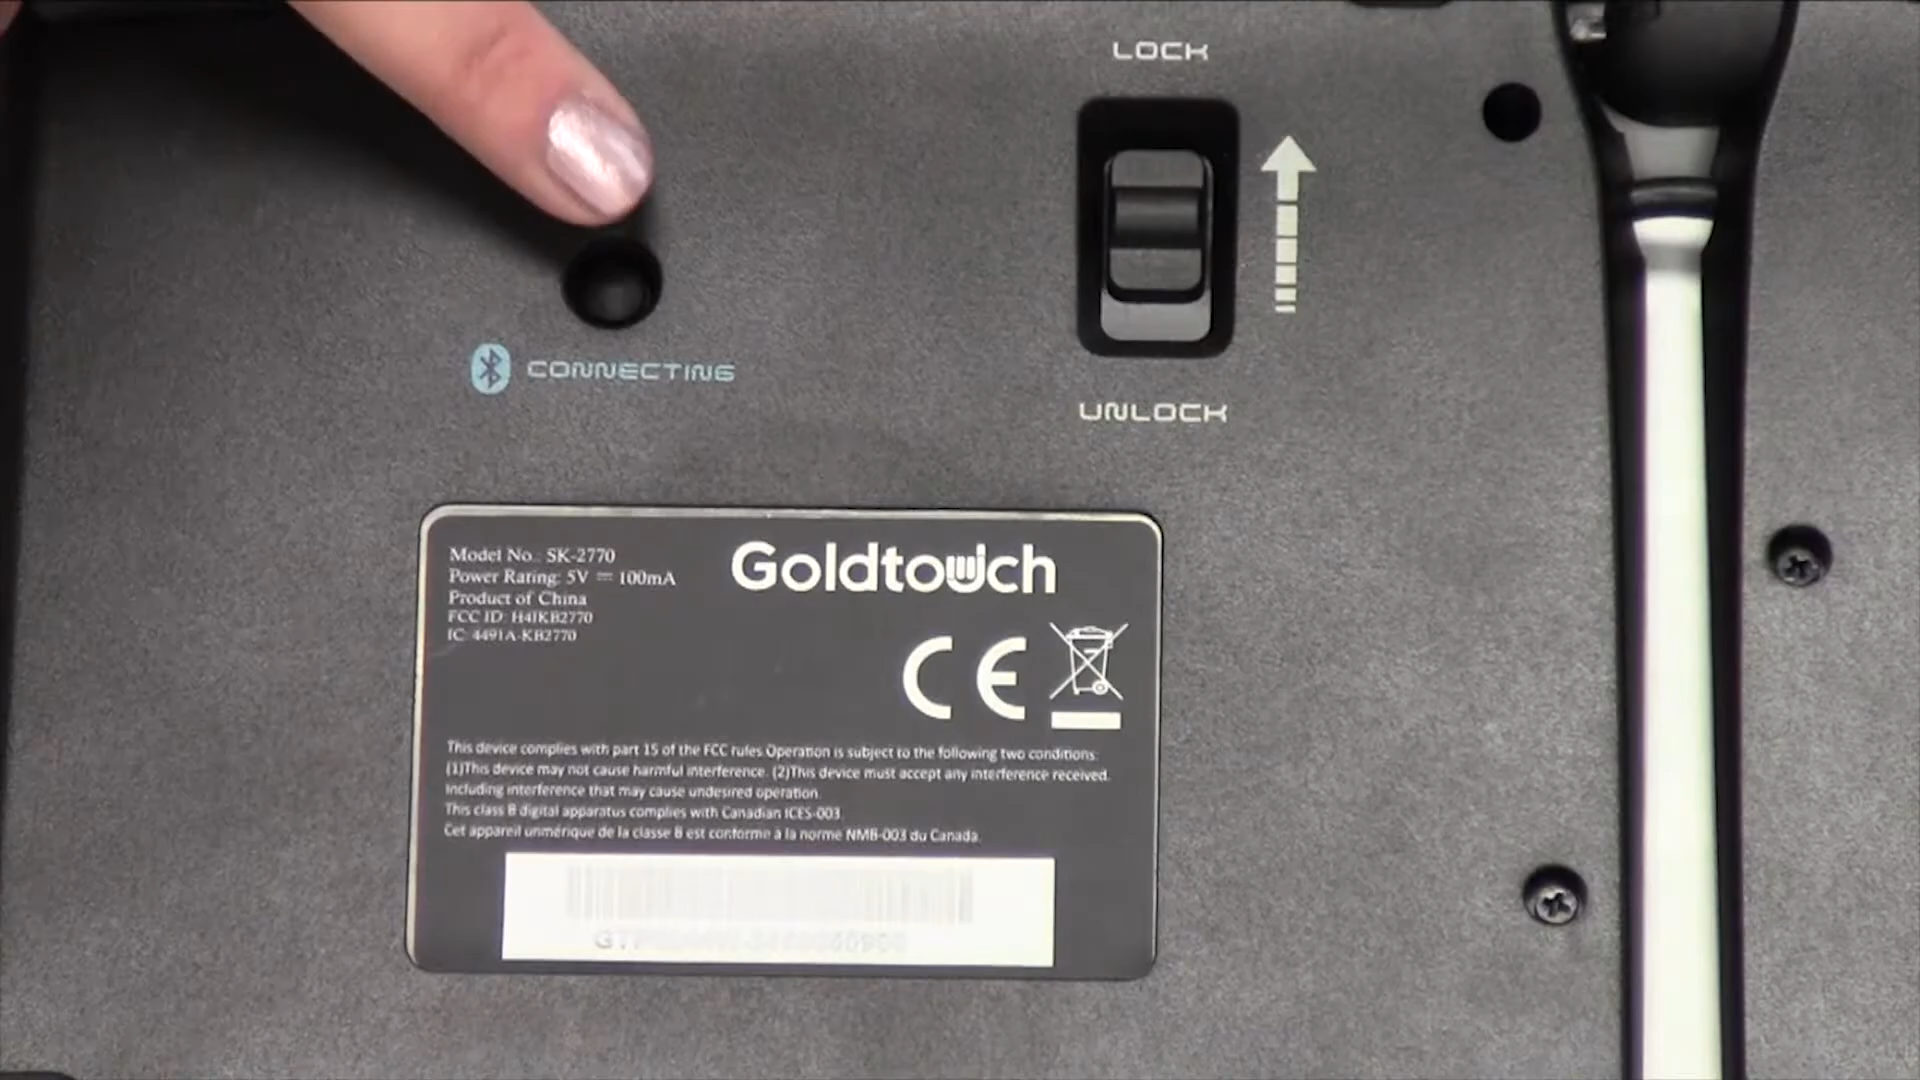 LOCK
CONNECTING
UNLOCK
Model No.: SK-2770
Power Rating: 5V ⎓ 100mA
Product of China
FCC ID: H4IKB2770
IC: 4491A-KB2770
Goldtouch
CE
This device complies with part 15 of the FCC rules Operation is subject to the following two conditions:
(1)This device may not cause harmful interference. (2)This device must accept any interference received.
Including interference that may cause undesired operation.
This class B digital apparatus complies with Canadian ICES-003.
Cet appareil unmérique de la classe B est conforme a la norme NMB-003 du Canada.